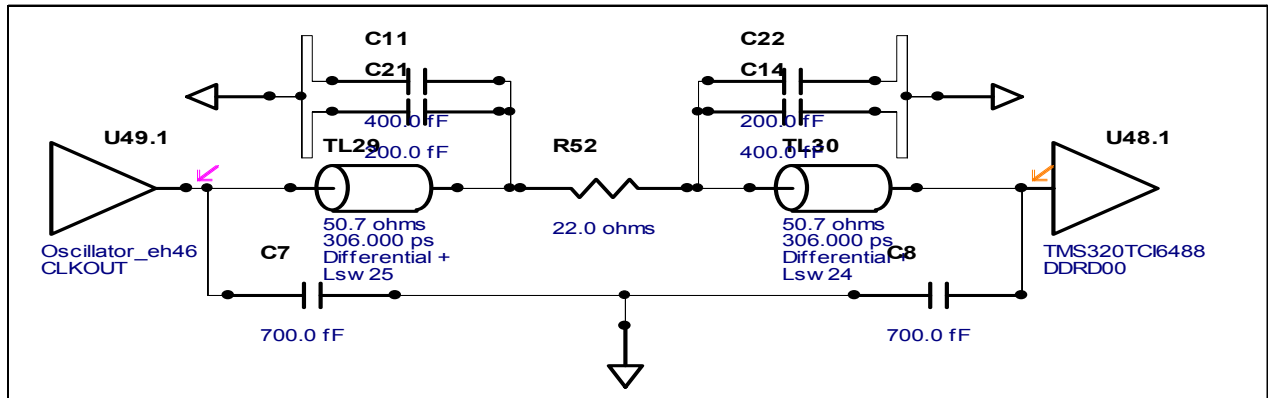 C11
C21
400.0 fF
200.0 fF
C22
C14
200.0 fF
400.0 fF
U49.1
TL29
R52
TL30
U48.1
50.7 ohms
306.000 ps
Differential +
Lsw 25
22.0 ohms
50.7 ohms
306.000 ps
Differential +
Lsw 24
Oscillator_eh46
CLKOUT
C7
C8
TMS320TCI6488
DDRD00
700.0 fF
700.0 fF